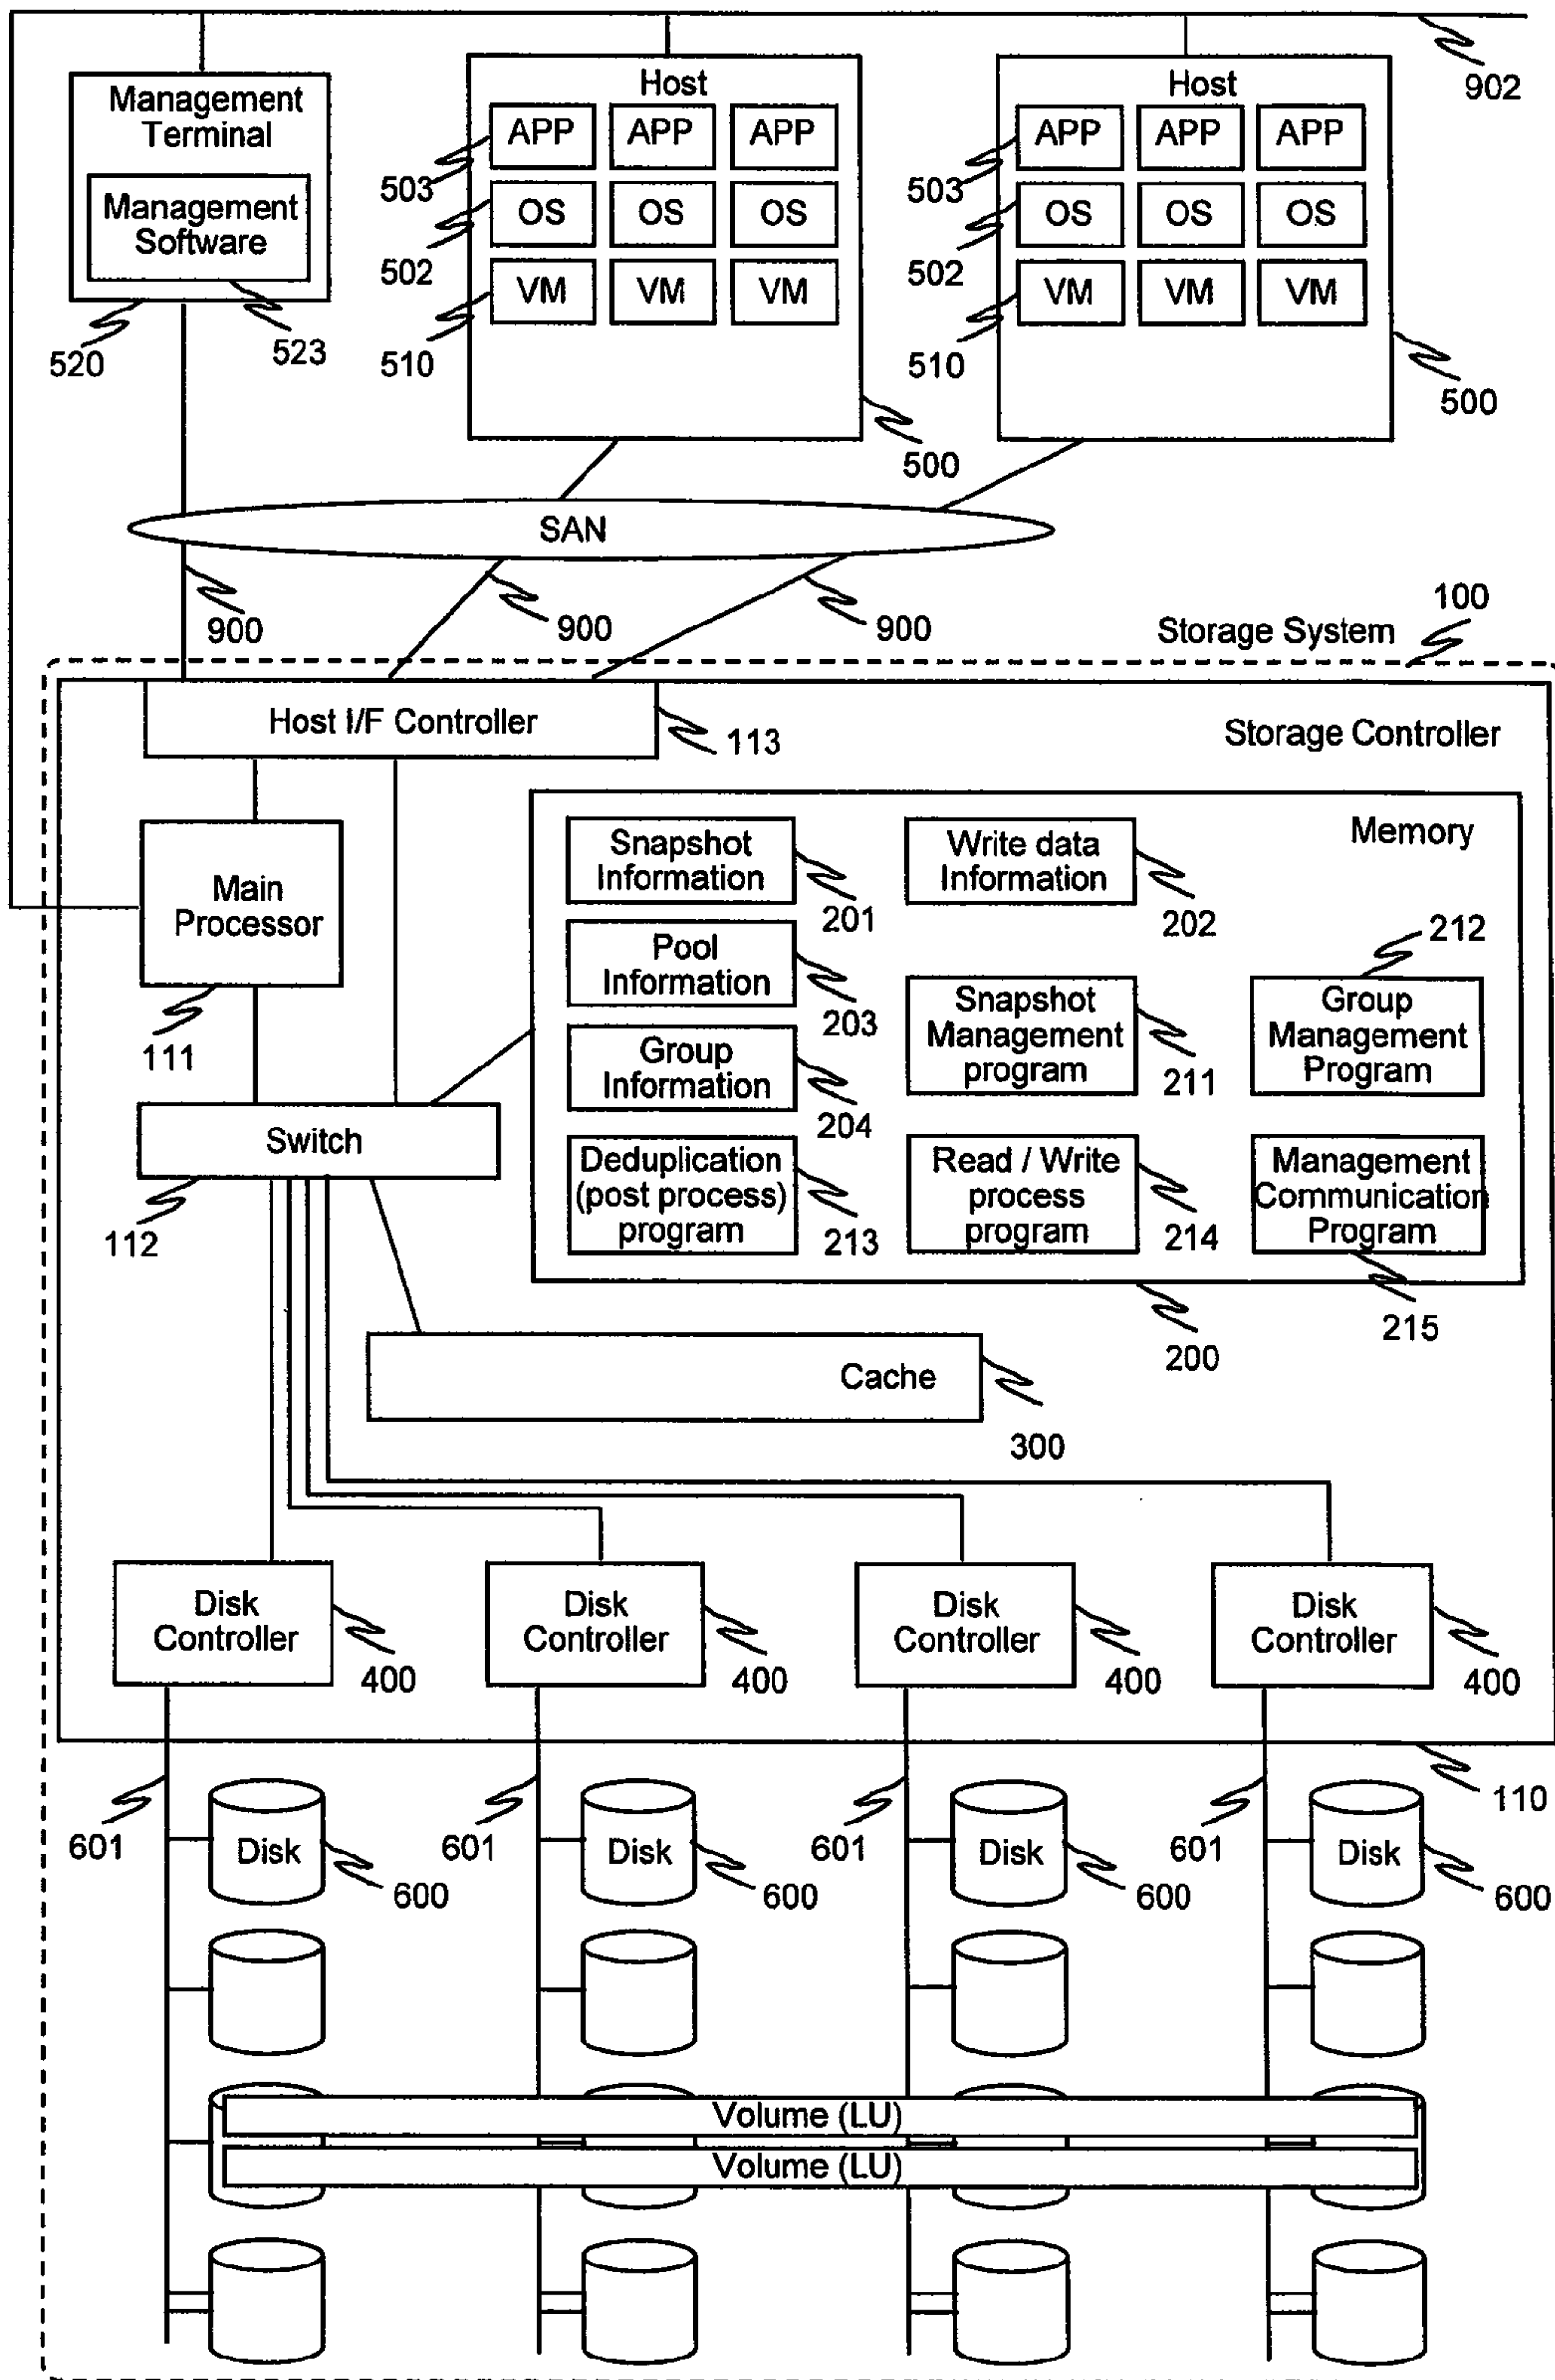 902
Management
Terminal
Management
Software
520
523
Host
APP APP APP
503
OS OS OS
502
VM VM VM
510
500
Host
APP APP APP
503
OS OS OS
502
VM VM VM
510
500
SAN
900
900
900
Storage System
100
Host I/F Controller
113
Storage Controller
Main
Processor
111
Memory
Snapshot
Information
201
Write data
Information
202
Pool
Information
203
Snapshot
Management
program
211
212
Group
Management
Program
Group
Information
204
Deduplication
(post process)
program
213
Read / Write
process
program
214
Management
Communication
Program
215
200
Switch
112
Cache
300
Disk
Controller
400
Disk
Controller
400
Disk
Controller
400
Disk
Controller
400
110
601
Disk
600
601
Disk
600
601
Disk
600
601
Disk
600
Volume (LU)
Volume (LU)